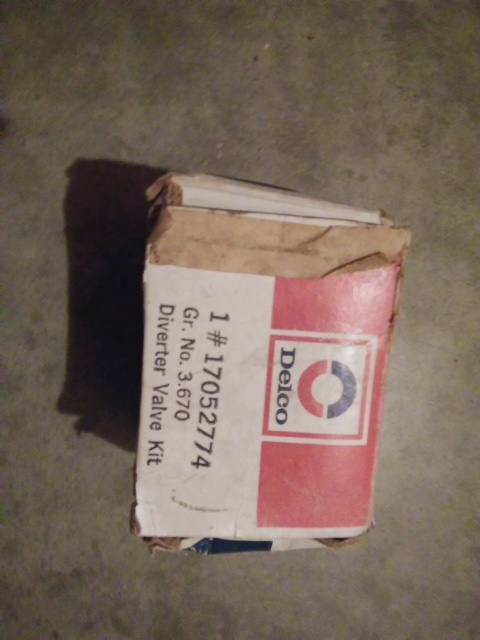 Delco
1 # 17052774
Gr. No. 3.670
Diverter Valve Kit